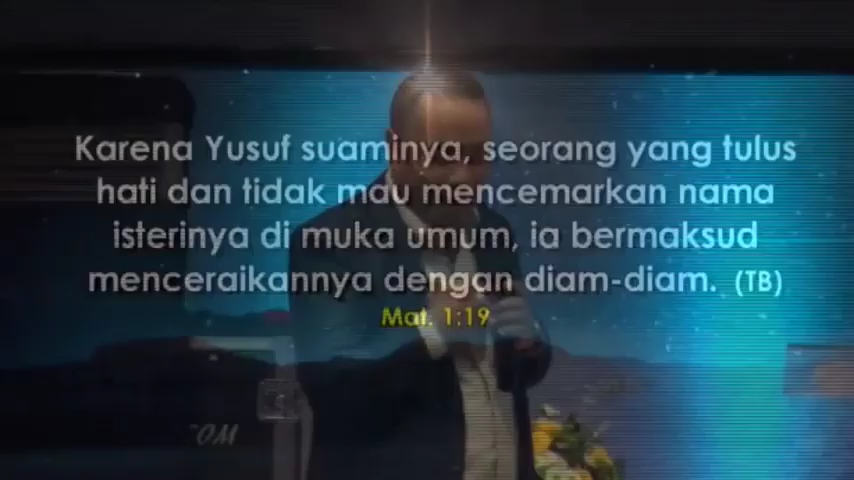 Karena Yusuf suaminya, seorang yang tulus
hati dan tidak mau mencemarkan nama
isterinya di muka umum, ia bermaksud
menceraikannya dengan diam-diam. (TB)
Mat. 1:19
OM